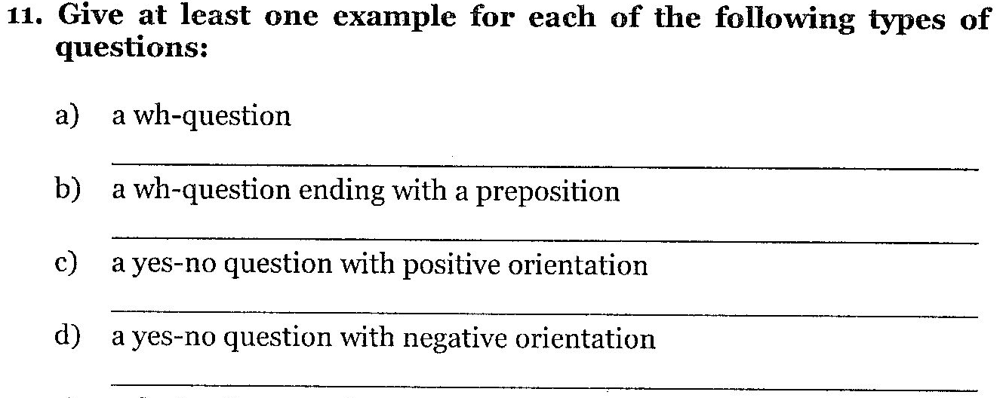 11. Give at least one example for each of the following types of
questions:
a) a wh-question
b) a wh-question ending with a preposition
c) a yes-no question with positive orientation
d) a yes-no question with negative orientation